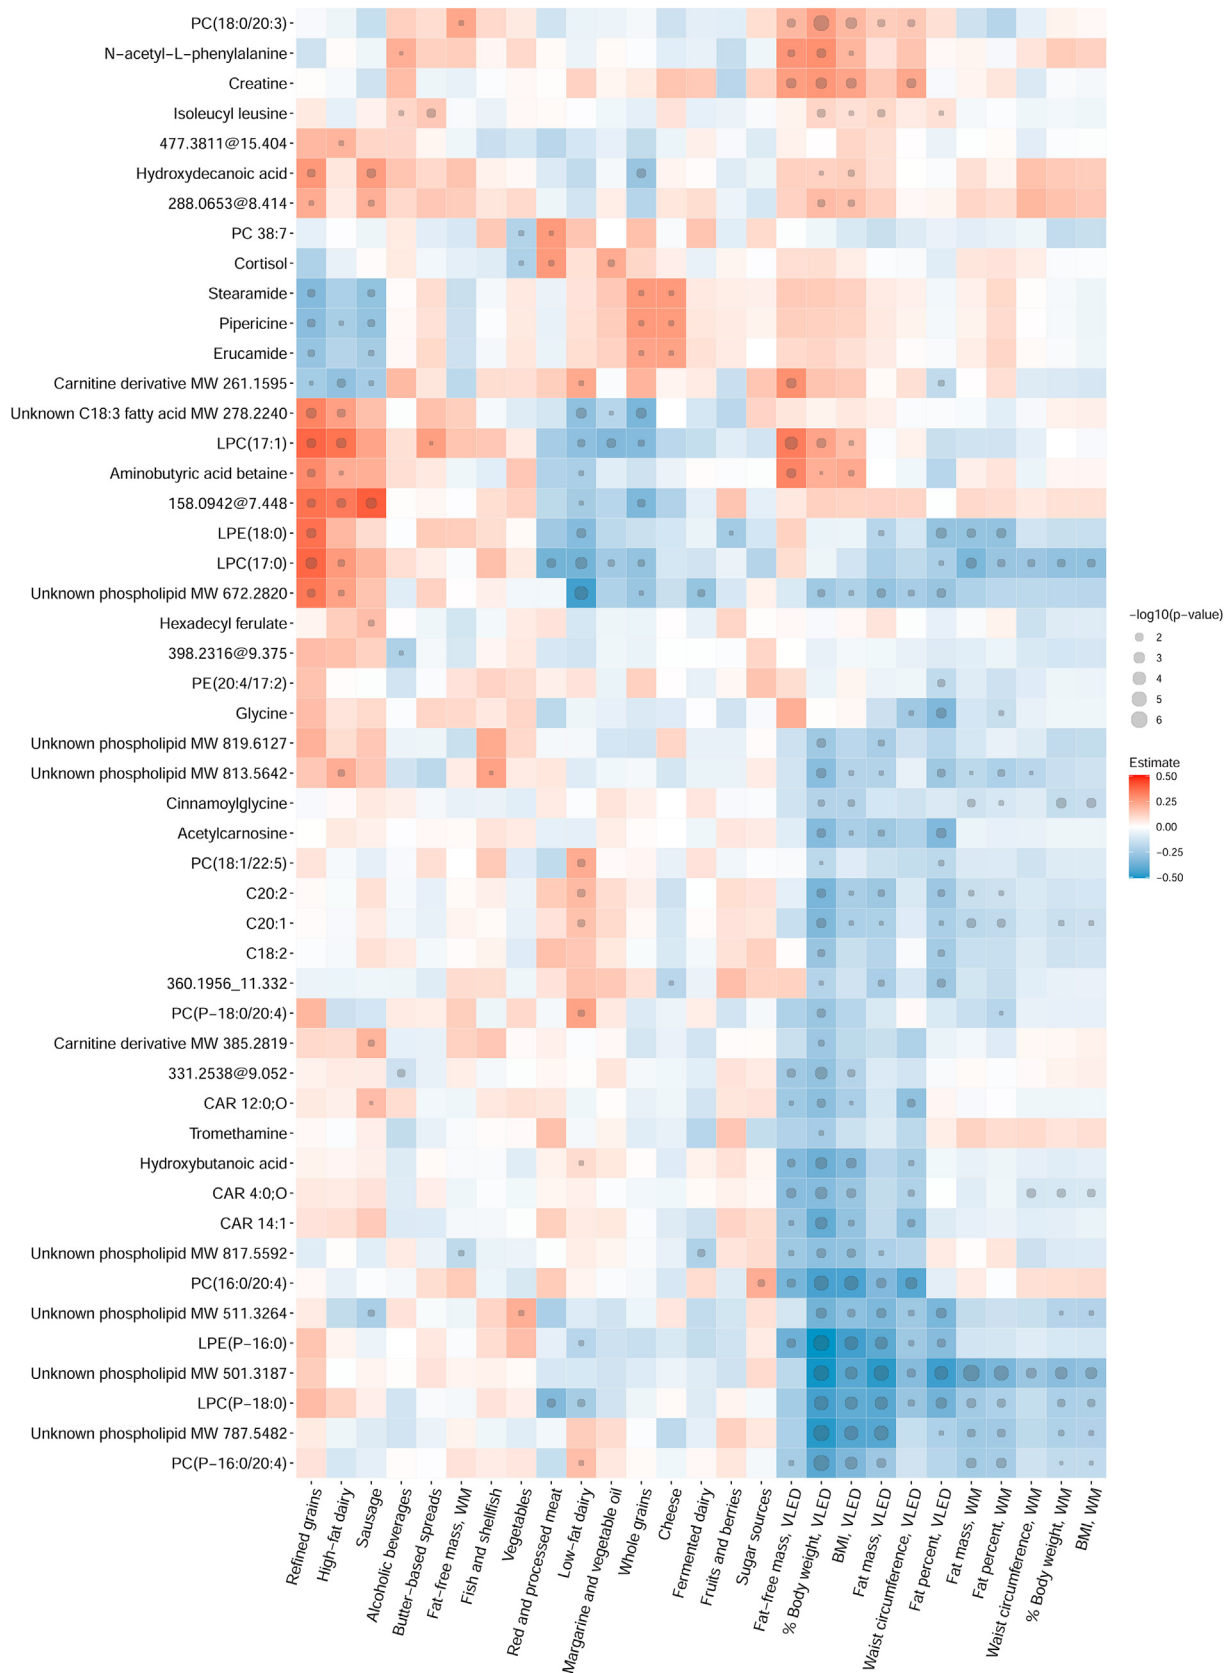 PC(18:0/20:3)
N−acetyl−L−phenylalanine
Creatine
Isoleucyl leusine
477.3811@15.404
Hydroxydecanoic acid
288.0653@8.414
PC 38:7
Cortisol
Stearamide
Pipericine
Erucamide
Carnitine derivative MW 261.1595
Unknown C18:3 fatty acid MW 278.2240
LPC(17:1)
Aminobutyric acid betaine
158.0942@7.448
LPE(18:0)
LPC(17:0)
Unknown phospholipid MW 672.2820
Hexadecyl ferulate
398.2316@9.375
PE(20:4/17:2)
Glycine
Unknown phospholipid MW 819.6127
Unknown phospholipid MW 813.5642
Cinnamoylglycine
Acetylcarnosine
PC(18:1/22:5)
C20:2
C20:1
C18:2
360.1956_11.332
PC(P−18:0/20:4)
Carnitine derivative MW 385.2819
331.2538@9.052
CAR 12:0;O
Tromethamine
Hydroxybutanoic acid
CAR 4:0;O
CAR 14:1
Unknown phospholipid MW 817.5592
PC(16:0/20:4)
Unknown phospholipid MW 511.3264
LPE(P−16:0)
Unknown phospholipid MW 501.3187
LPC(P−18:0)
Unknown phospholipid MW 787.5482
PC(P−16:0/20:4)
Refined grains
High−fat dairy
Sausage
Alcoholic beverages
Butter−based spreads
Fat−free mass, WM
Fish and shellfish
Vegetables
Red and processed meat
Low−fat dairy
Margarine and vegetable oil
Whole grains
Cheese
Fermented dairy
Fruits and berries
Sugar sources
Fat−free mass, VLED
% Body weight, VLED
BMI, VLED
Fat mass, VLED
Waist circumference, VLED
Fat percent, VLED
Fat mass, WM
Fat percent, WM
Waist circumference, WM
% Body weight, WM
BMI, WM
−log10(p−value)
2
3
4
5
6
Estimate
0.50
0.25
0.00
−0.25
−0.50